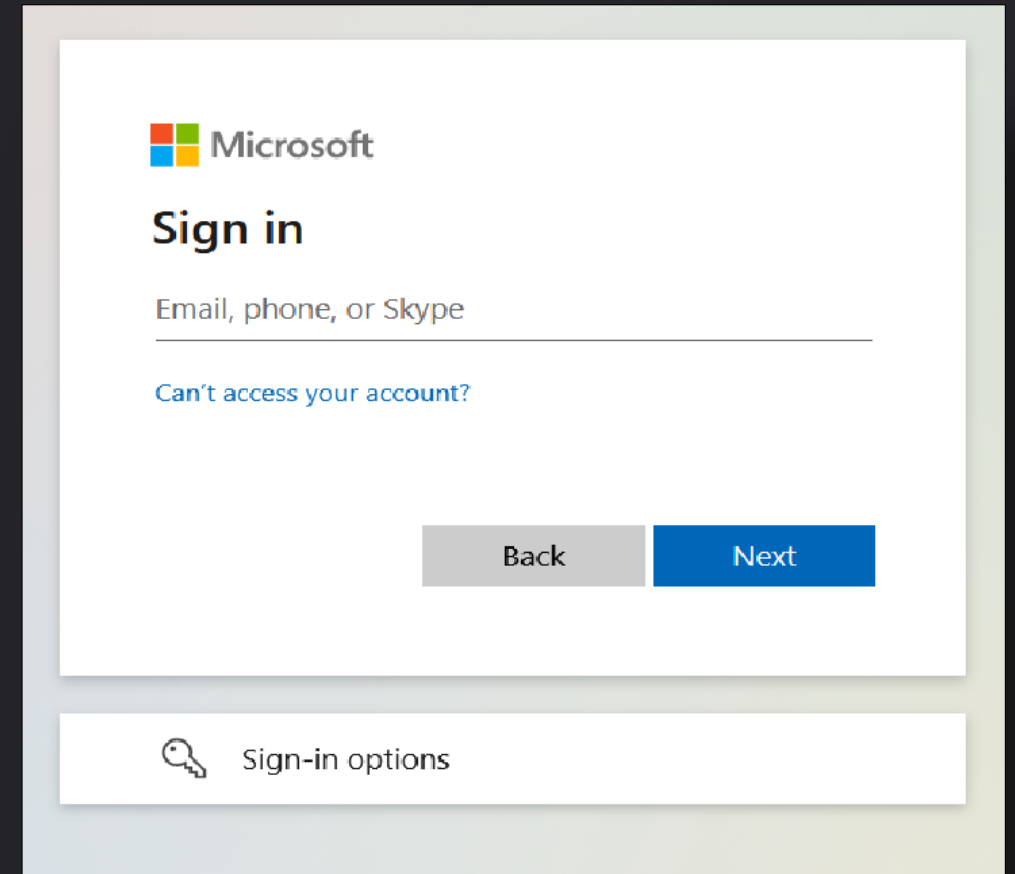 Microsoft
Sign in
Email, phone, or Skype
Can't access your account?
Back
Next
Sign-in options